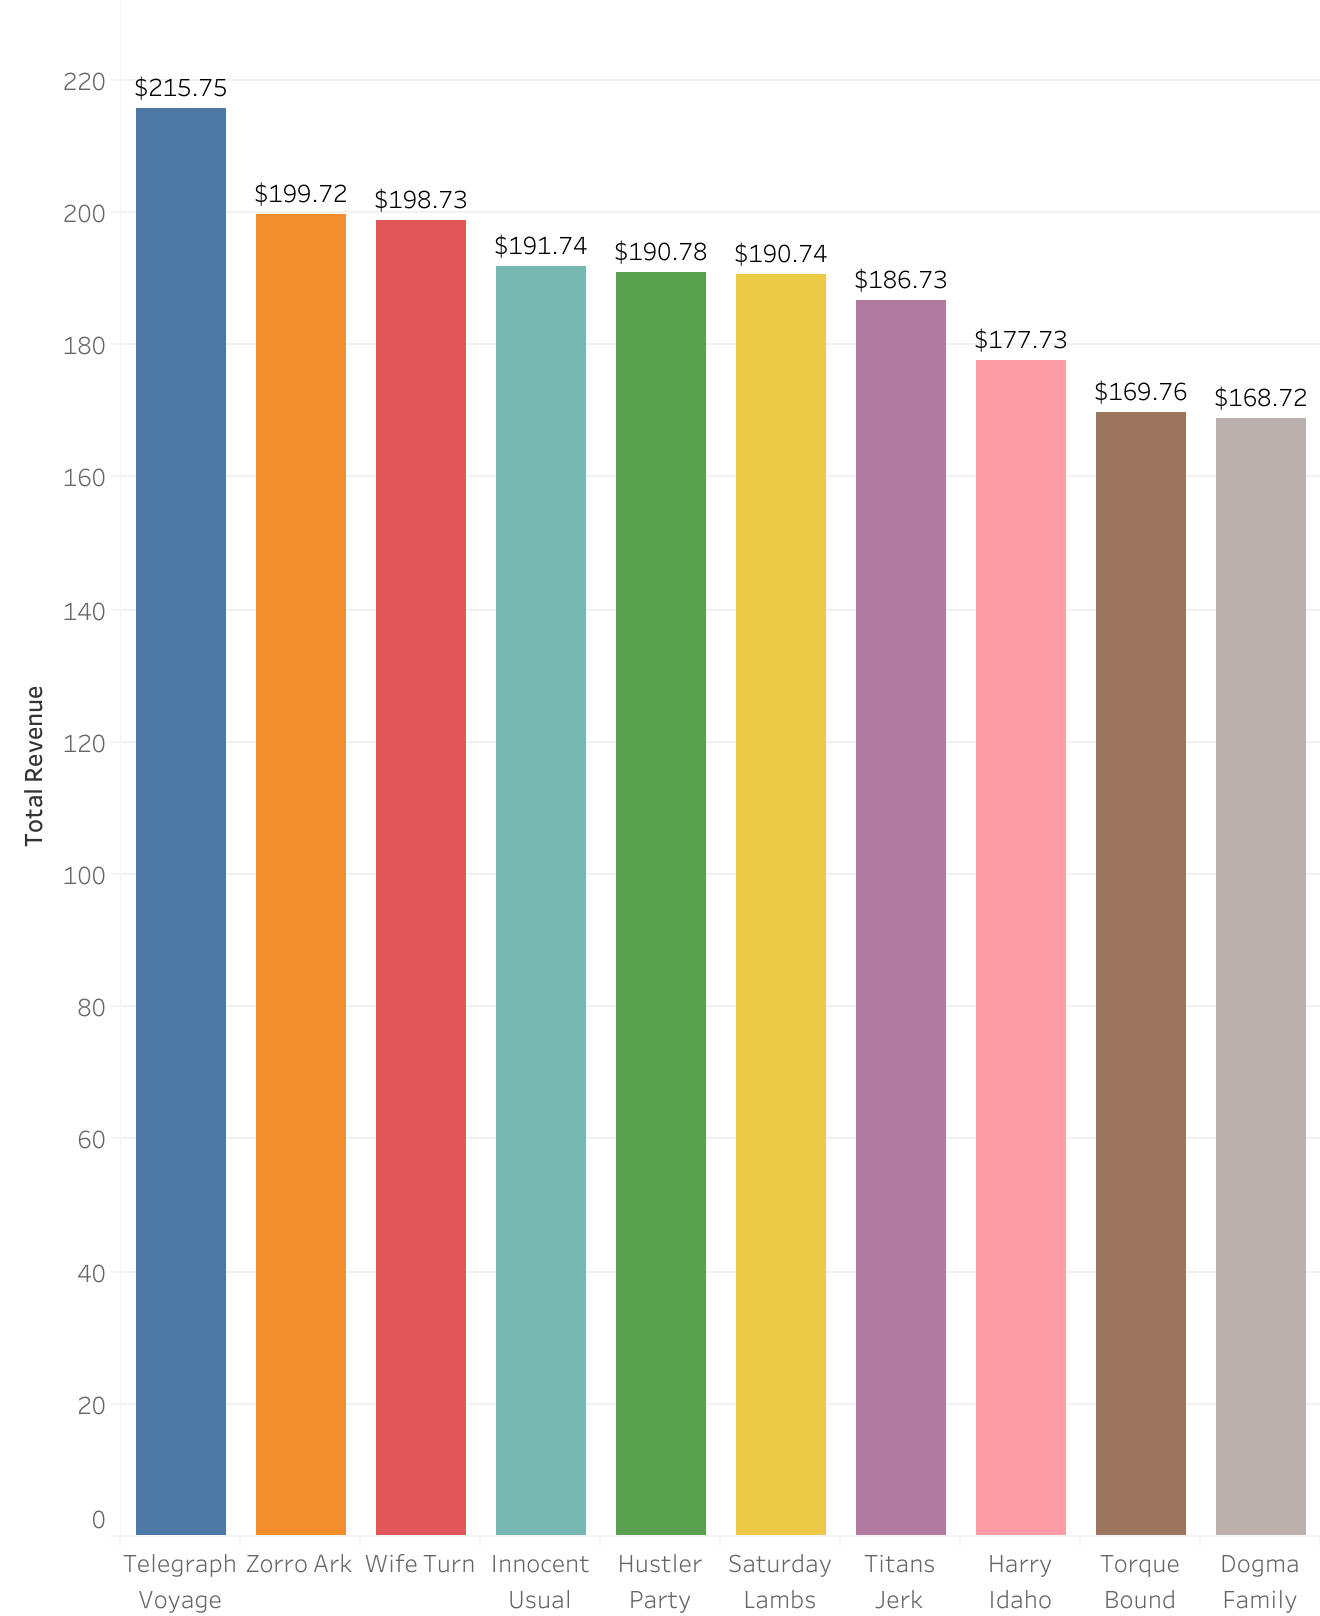 220
200
180
160
140
120
100
80
60
40
20
0
Total Revenue
$215.75
$199.72
$198.73
$191.74
$190.78
$190.74
$186.73
$177.73
$169.76
$168.72
Telegraph
Voyage
Zorro Ark
Wife Turn
Innocent
Usual
Hustler
Party
Saturday
Lambs
Titans
Jerk
Harry
Idaho
Torque
Bound
Dogma
Family